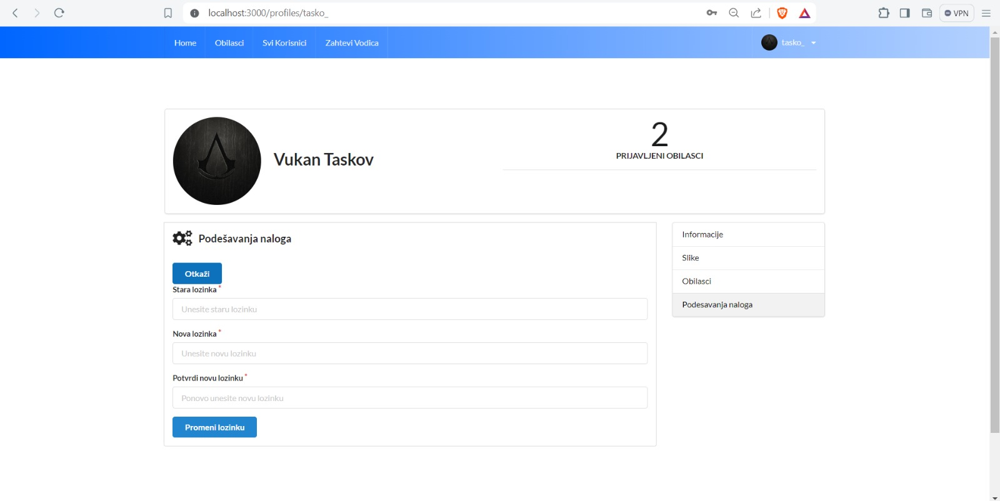 localhost:3000/profiles/tasko_
VPN
Home Obilasci Svi Korisnici Zahtevi Vodica tasko_
Vukan Taskov
2
PRIJAVLJENI OBILASCI
Podešavanja naloga
Otkaži
Stara lozinka *
Unesite staru lozinku
Nova lozinka *
Unesite novu lozinku
Potvrdi novu lozinku *
Ponovo unesite novu lozinku
Promeni lozinku
Informacije
Slike
Obilasci
Podesavanja naloga